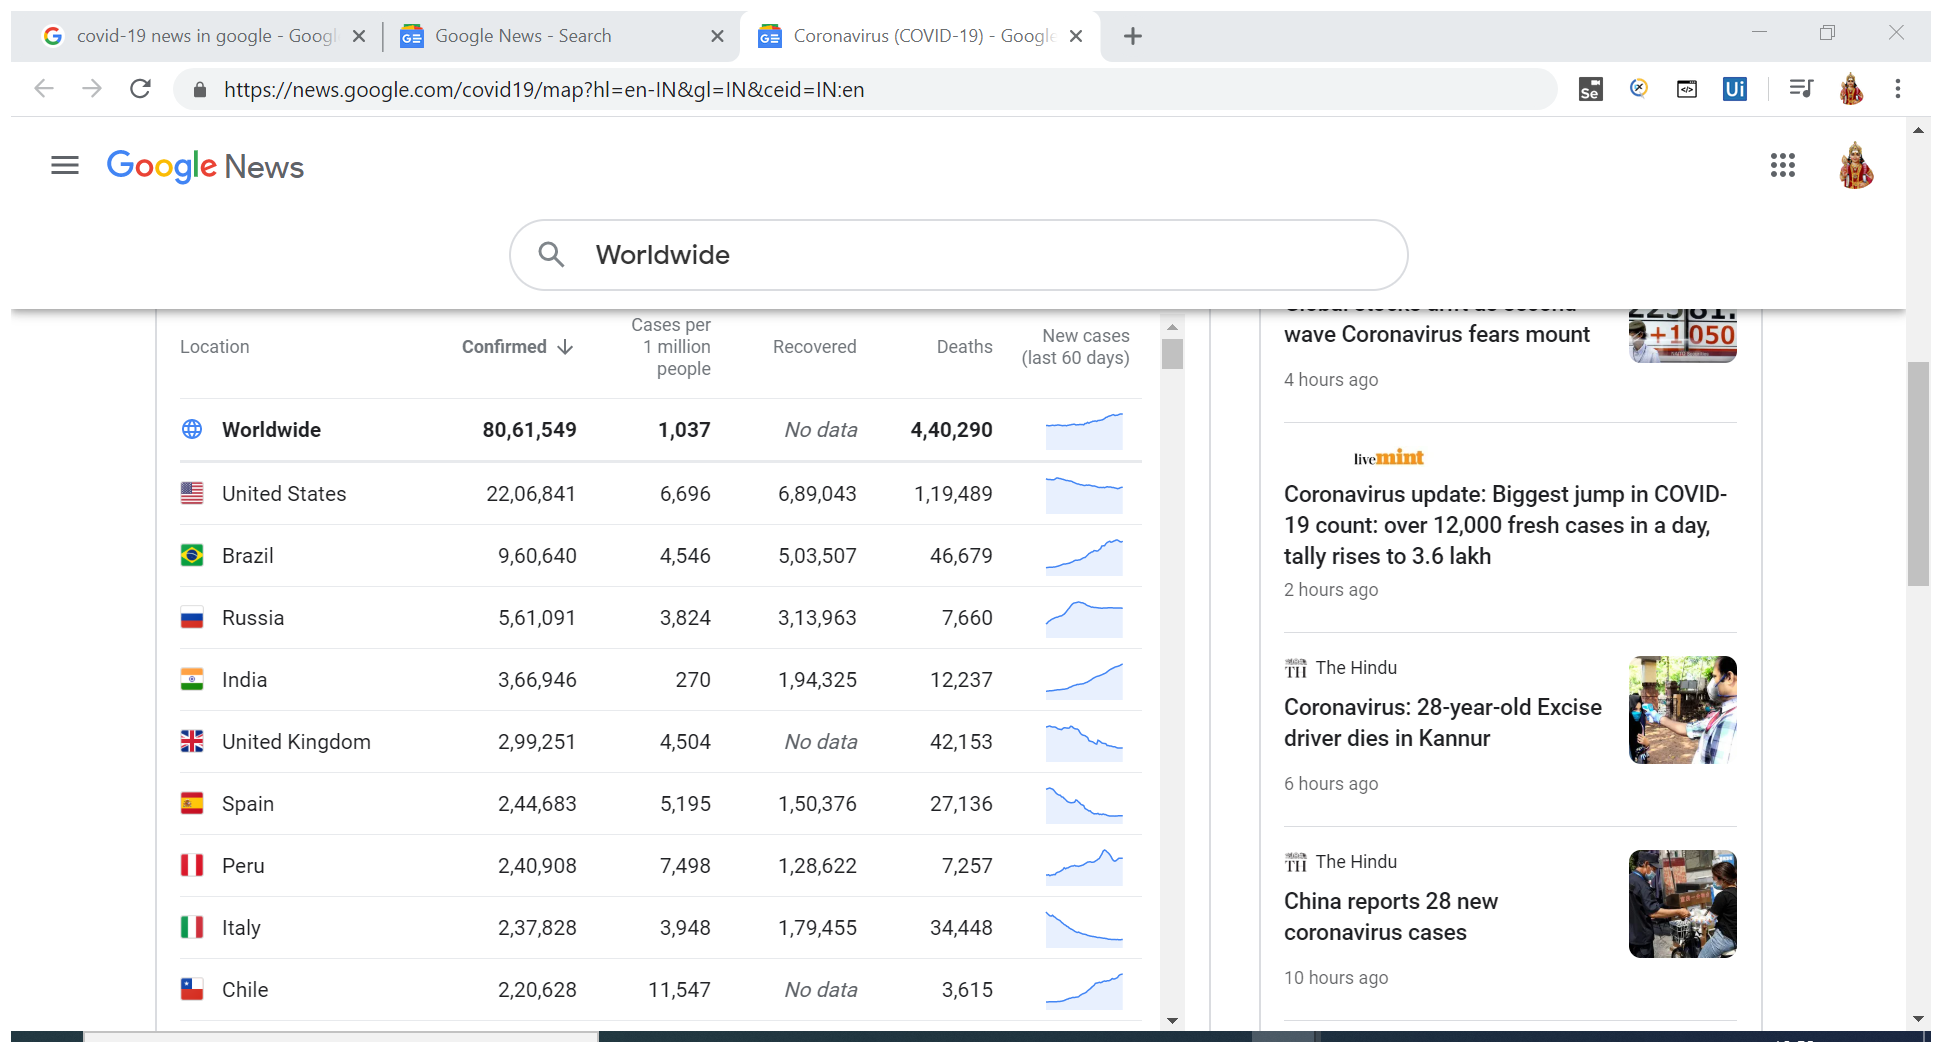 covid-19 news in google - Googl
Google News - Search
Coronavirus (COVID-19) - Google
https://news.google.com/covid19/map?hl=en-IN&gl=IN&ceid=IN:en
Se
Ui
Google News
Worldwide
Location Confirmed Cases per 1 million people Recovered Deaths New cases (last 60 days)
Worldwide 80,61,549 1,037 No data 4,40,290
United States 22,06,841 6,696 6,89,043 1,19,489
Brazil 9,60,640 4,546 5,03,507 46,679
Russia 5,61,091 3,824 3,13,963 7,660
India 3,66,946 270 1,94,325 12,237
United Kingdom 2,99,251 4,504 No data 42,153
Spain 2,44,683 5,195 1,50,376 27,136
Peru 2,40,908 7,498 1,28,622 7,257
Italy 2,37,828 3,948 1,79,455 34,448
Chile 2,20,628 11,547 No data 3,615
Global stocks drift as second
wave Coronavirus fears mount
+1 050
4 hours ago
livemint
Coronavirus update: Biggest jump in COVID-
19 count: over 12,000 fresh cases in a day,
tally rises to 3.6 lakh
2 hours ago
TH The Hindu
Coronavirus: 28-year-old Excise
driver dies in Kannur
6 hours ago
TH The Hindu
China reports 28 new
coronavirus cases
10 hours ago